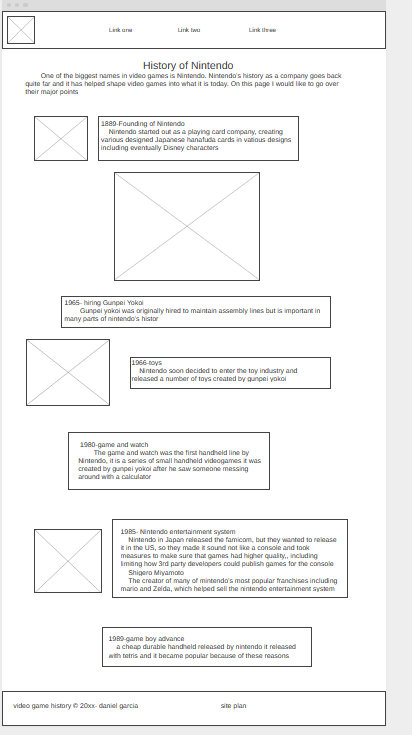 Link one Link two Link three
History of Nintendo
One of the biggest names in video games is Nintendo. Nintendo's history as a company goes back
quite far and it has helped shape video games into what it is today. On this page I would like to go over
their major points
1889-Founding of Nintendo
Nintendo started out as a playing card company, creating
various designed Japanese hanafuda cards in vatious designs
including eventually Disney characters
1965- hiring Gunpei Yokoi
Gunpei yokoi was originally hired to maintain assembly lines but is important in
many parts of nintendo's histor
1966-toys
Nintendo soon decided to enter the toy industry and
released a number of toys created by gunpei yokoi
1980-game and watch
The game and watch was the first handheld line by
Nintendo, it is a series of small handheld videogames it was
created by gunpei yokoi after he saw someone messing
around with a calculator
1985- Nintendo entertainment system
Nintendo in Japan released the famicom, but they wanted to release
it in the US, so they made it sound not like a console and took
measures to make sure that games had higher quality,, including
limiting how 3rd party developers could publish games for the console
Shigero Miyamoto
The creator of many of mintendo's most popular franchises including
mario and Zelda, which helped sell the nintendo entertainment system
1989-game boy advance
a cheap durable handheld released by nintendo it released
with tetris and it became popular because of these reasons
video game history © 20xx- daniel garcia site plan